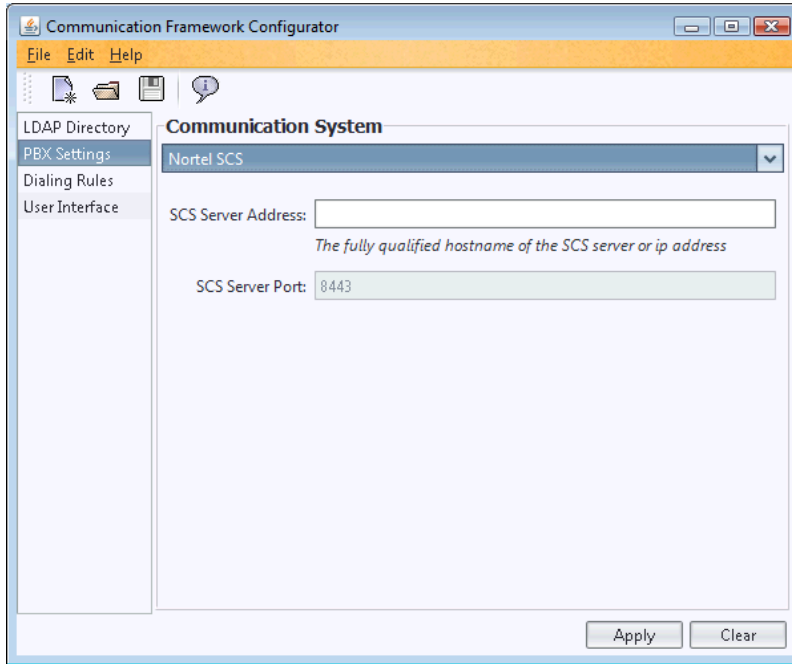 Communication Framework Configurator
File Edit Help
LDAP Directory
PBX Settings
Dialing Rules
User Interface
Communication System
Nortel SCS
SCS Server Address:
The fully qualified hostname of the SCS server or ip address
SCS Server Port: 8443
Apply Clear